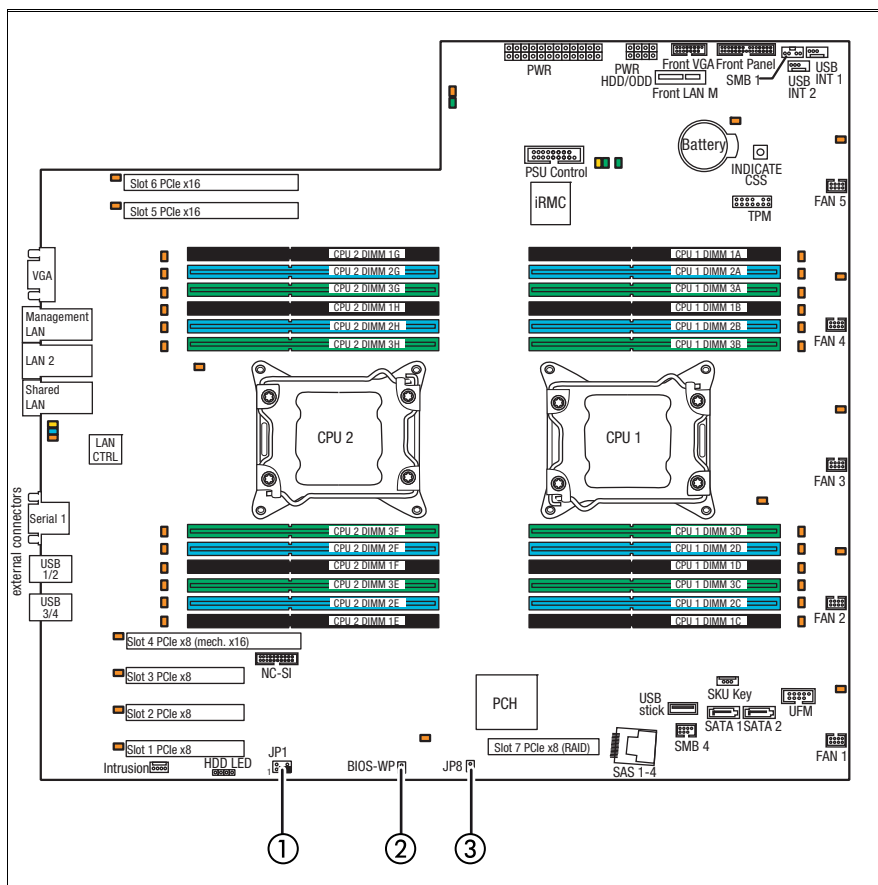 PWR
PWR
HDD/ODD
Front VGA
Front Panel
SMB 1
USB
INT 1
USB
INT 2
Front LAN M
Battery
INDICATE
CSS
PSU Control
iRMC
TPM
FAN 5
Slot 6 PCIe x16
Slot 5 PCIe x16
VGA
Management
LAN
LAN 2
Shared
LAN
LAN
CTRL
external connectors
Serial 1
USB
1/2
USB
3/4
CPU 2 DIMM 1G
CPU 2 DIMM 2G
CPU 2 DIMM 3G
CPU 2 DIMM 1H
CPU 2 DIMM 2H
CPU 2 DIMM 3H
CPU 1 DIMM 1A
CPU 1 DIMM 2A
CPU 1 DIMM 3A
CPU 1 DIMM 1B
CPU 1 DIMM 2B
CPU 1 DIMM 3B
FAN 4
CPU 2
CPU 1
FAN 3
CPU 2 DIMM 3F
CPU 2 DIMM 2F
CPU 2 DIMM 1F
CPU 2 DIMM 3E
CPU 2 DIMM 2E
CPU 2 DIMM 1E
CPU 1 DIMM 3D
CPU 1 DIMM 2D
CPU 1 DIMM 1D
CPU 1 DIMM 3C
CPU 1 DIMM 2C
CPU 1 DIMM 1C
FAN 2
Slot 4 PCIe x8 (mech. x16)
NC-SI
Slot 3 PCIe x8
Slot 2 PCIe x8
Slot 1 PCIe x8
PCH
USB
stick
SKU Key
SATA 1
SATA 2
UFM
SMB 4
Slot 7 PCIe x8 (RAID)
SAS 1-4
FAN 1
Intrusion
HDD LED
JP1
1
BIOS-WP
JP8
1
2
3